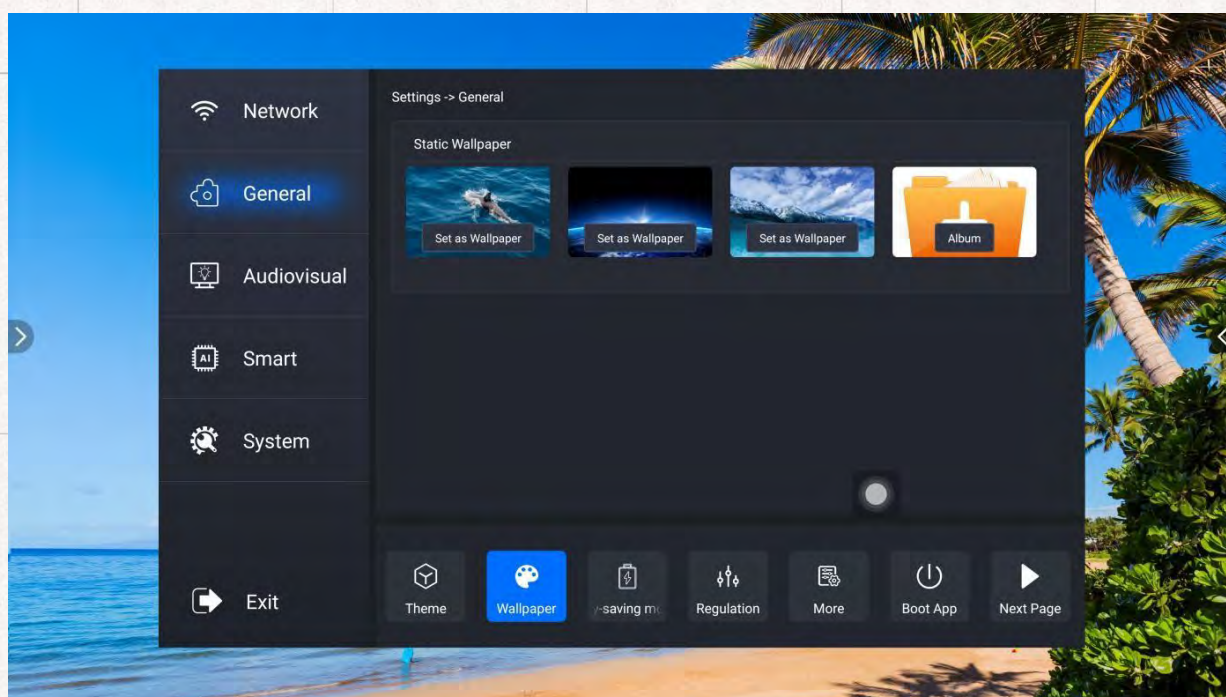 Network
General
Audiovisual
AI
Smart
System
Exit
Settings -> General
Static Wallpaper
Set as Wallpaper
Set as Wallpaper
Set as Wallpaper
Album
Theme
Wallpaper
-saving
Regulation
More
Boot App
Next Page